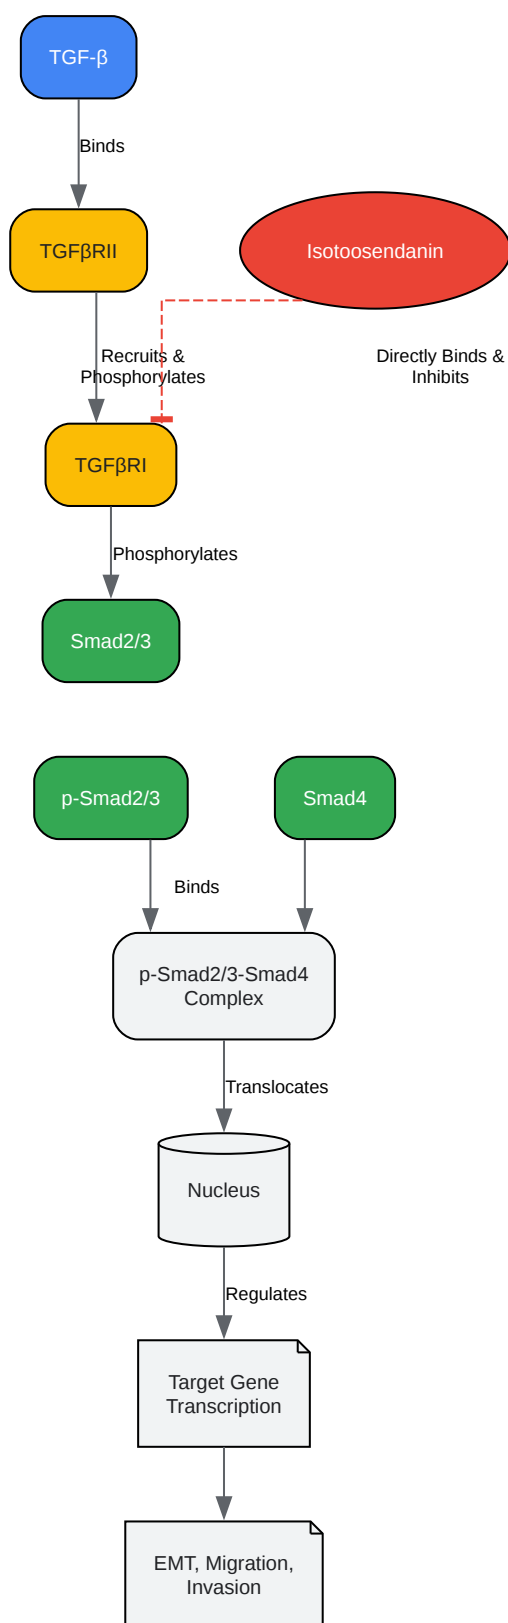 TGF-β
Binds
TGFβRII
Isotoosendanin
Recruits &
Phosphorylates
Directly Binds &
Inhibits
TGFβRI
Phosphorylates
Smad2/3
p-Smad2/3
Smad4
Binds
p-Smad2/3-Smad4
Complex
Translocates
Nucleus
Regulates
Target Gene
Transcription
EMT, Migration,
Invasion